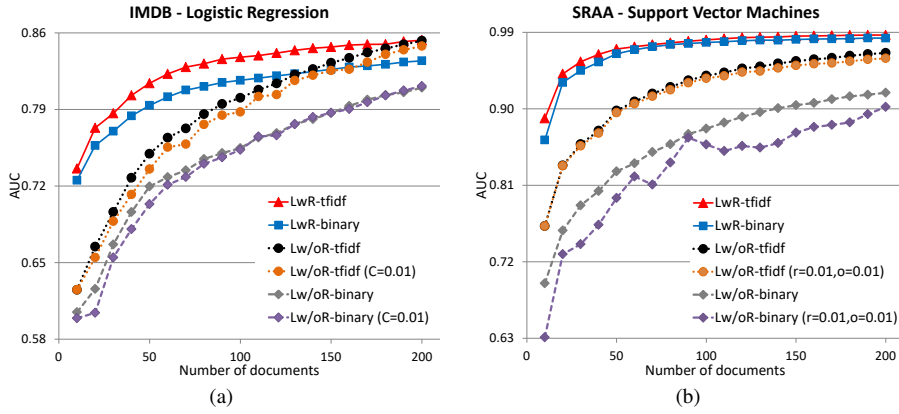 IMDB - Logistic Regression
0.86
0.79
0.72
0.65
0.58
AUC
0
50
100
150
200
Number of documents
LwR-tfidf
LwR-binary
Lw/oR-tfidf
Lw/oR-tfidf (C=0.01)
Lw/oR-binary
Lw/oR-binary (C=0.01)
(a)
SRAA - Support Vector Machines
0.99
0.90
0.81
0.72
0.63
AUC
0
50
100
150
200
Number of documents
LwR-tfidf
LwR-binary
Lw/oR-tfidf
Lw/oR-tfidf (r=0.01,o=0.01)
Lw/oR-binary
Lw/oR-binary (r=0.01,o=0.01)
(b)